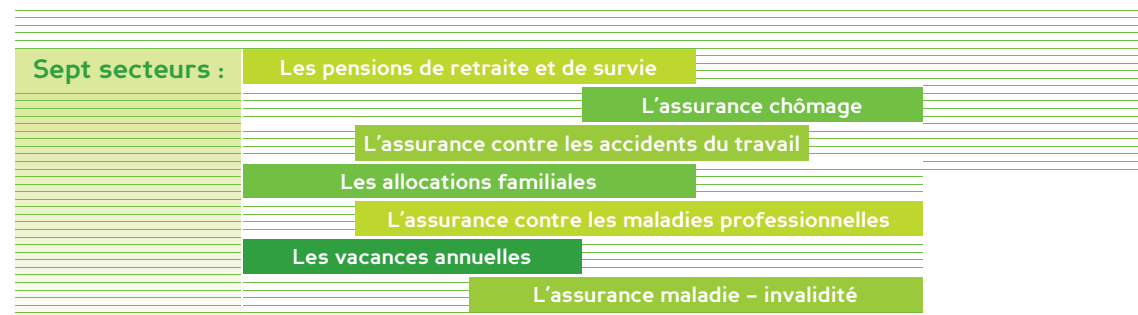 Sept secteurs :
Les pensions de retraite et de survie
L'assurance chômage
L'assurance contre les accidents du travail
Les allocations familiales
L'assurance contre les maladies professionnelles
Les vacances annuelles
L'assurance maladie – invalidité